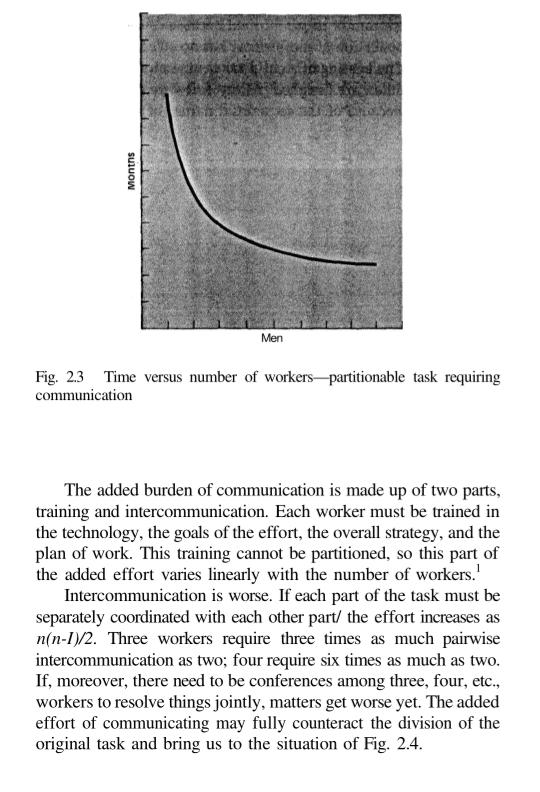 Months
Men
Fig. 2.3 Time versus number of workers—partitionable task requiring
communication
The added burden of communication is made up of two parts,
training and intercommunication. Each worker must be trained in
the technology, the goals of the effort, the overall strategy, and the
plan of work. This training cannot be partitioned, so this part of
the added effort varies linearly with the number of workers.1
Intercommunication is worse. If each part of the task must be
separately coordinated with each other part/ the effort increases as
n(n-I)/2. Three workers require three times as much pairwise
intercommunication as two; four require six times as much as two.
If, moreover, there need to be conferences among three, four, etc.,
workers to resolve things jointly, matters get worse yet. The added
effort of communicating may fully counteract the division of the
original task and bring us to the situation of Fig. 2.4.